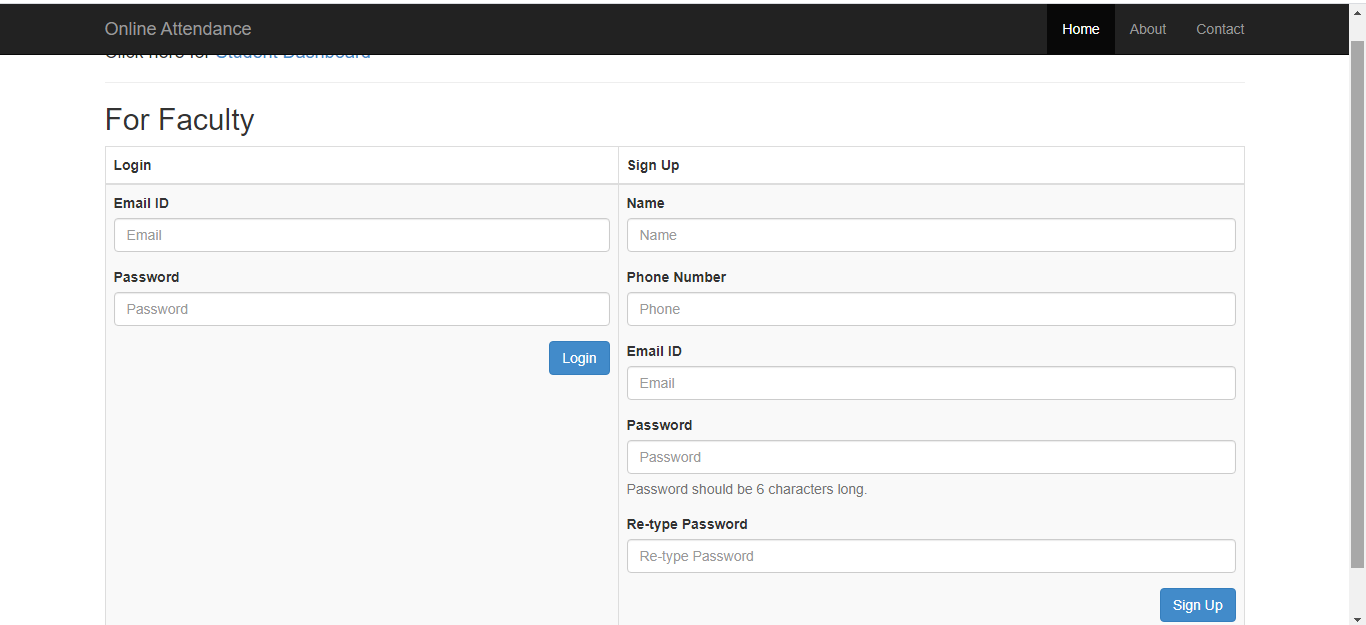 Online Attendance
Home
About
Contact
Click here for Student Dashboard
For Faculty
Login
Sign Up
Email ID
Email
Password
Password
Login
Name
Name
Phone Number
Phone
Email ID
Email
Password
Password
Password should be 6 characters long.
Re-type Password
Re-type Password
Sign Up